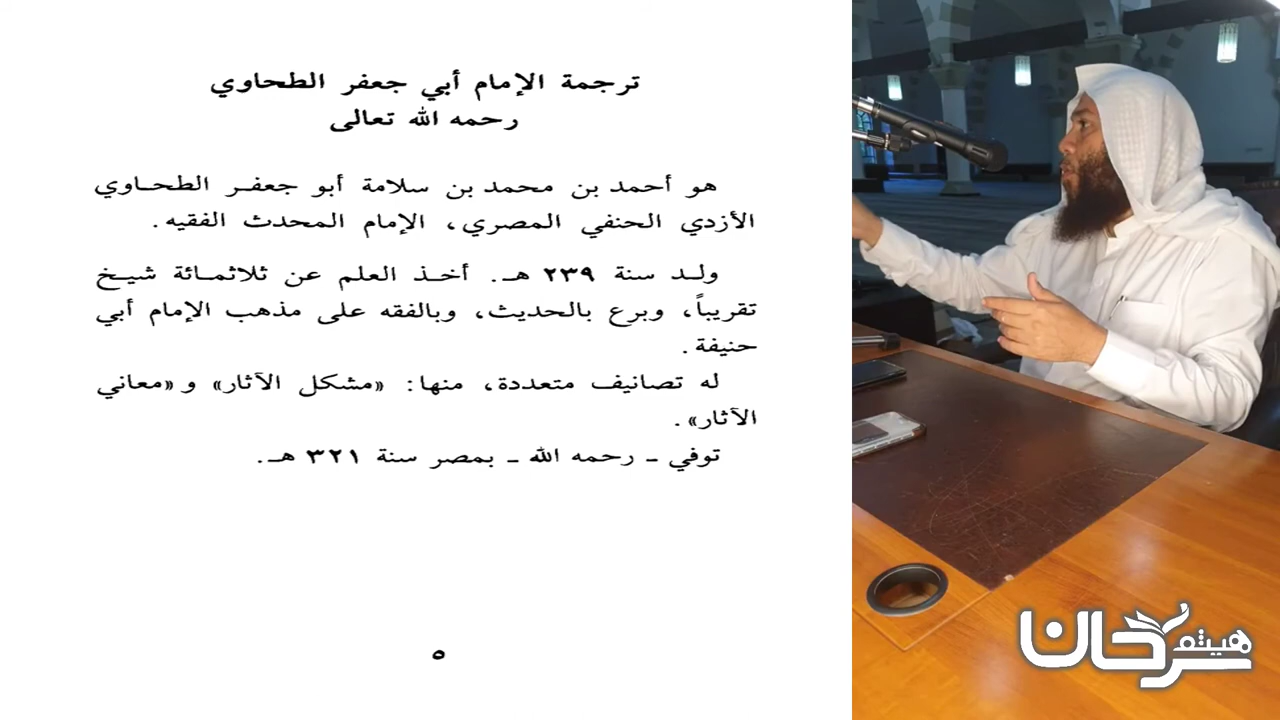 ترجمة الإمام أبي جعفر الطحاوي
رحمه الله تعالى
هو أحمد بن محمد بن سلامة أبو جعفر الطحاوي
الأزدي الحنفي المصري، الإمام المحدث الفقيه.
ولد سنة ٢٣٩ هـ. أخذ العلم عن ثلاثمائة شيخ
تقريباً، وبرع بالحديث، وبالفقه على مذهب الإمام أبي
حنيفة.
له تصانيف متعددة، منها: «مشكل الآثار» و«معاني
الآثار».
توفي ـ رحمه الله ـ بمصر سنة ٣٢١ هـ.
٥
هيثم
سرحان